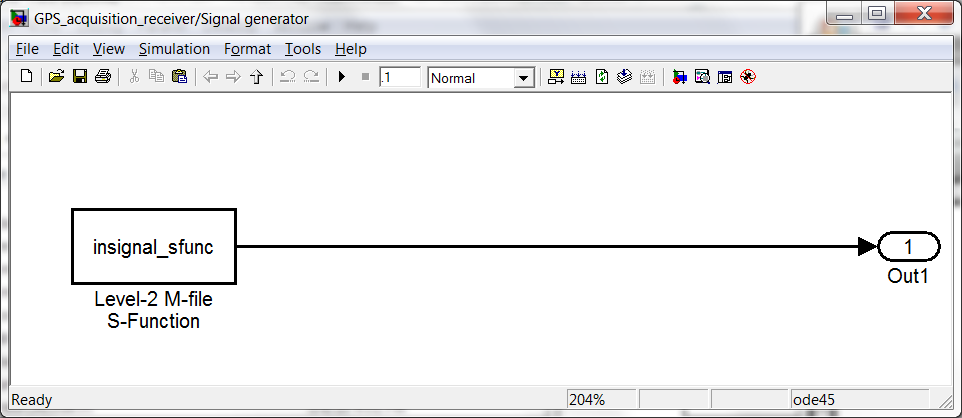 GPS_acquisition_receiver/Signal generator
File Edit View Simulation Format Tools Help
.1 Normal
insignal_sfunc
1
Level-2 M-file
S-Function
Out1
Ready 204% ode45